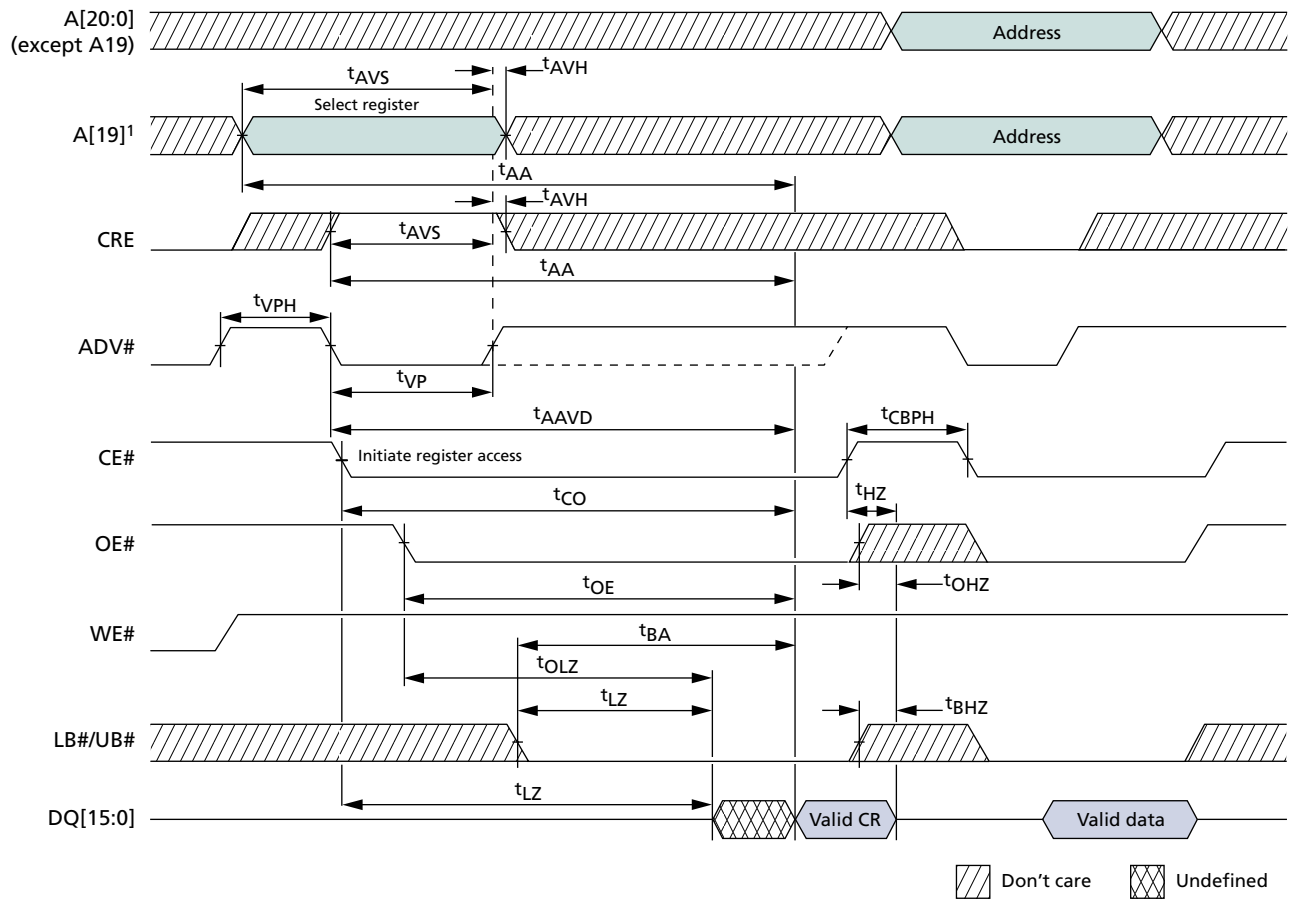 A[20:0]
(except A19)
Address
tAVH
tAVS
Select register
A[19]1
Address
tAA
tAVH
CRE
tAVS
tAA
tVPH
ADV#
tVP
tAAVD
tCBPH
CE#
Initiate register access
tCO
tHZ
OE#
tOE
tOHZ
WE#
tBA
tOLZ
tLZ
tBHZ
LB#/UB#
tLZ
DQ[15:0]
Valid CR
Valid data
Don't care
Undefined